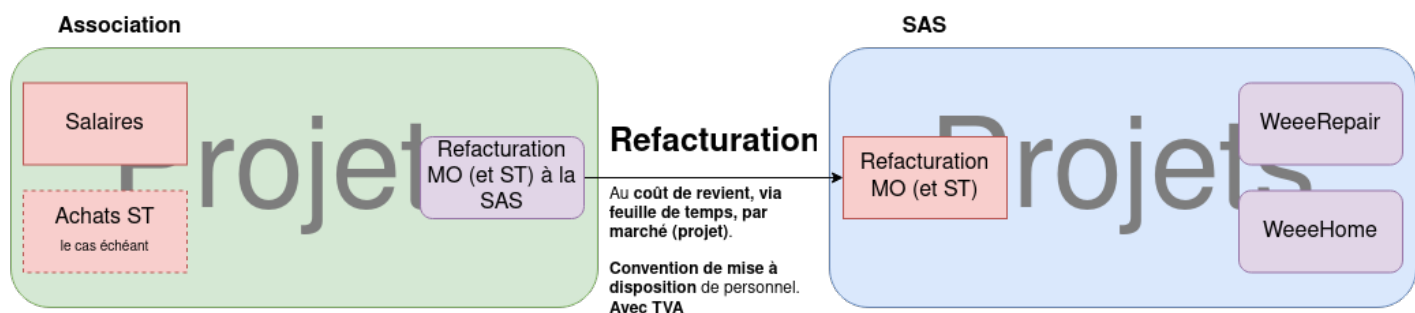 Association
SAS
Projets
Salaires
Achats ST
le cas échéant
Refacturation
MO (et ST) à la
SAS
Refacturation
Au coût de revient, via
feuille de temps, par
marché (projet).
Convention de mise à
disposition de personnel.
Avec TVA
Projets
Refacturation
MO (et ST)
WeeeRepair
WeeeHome